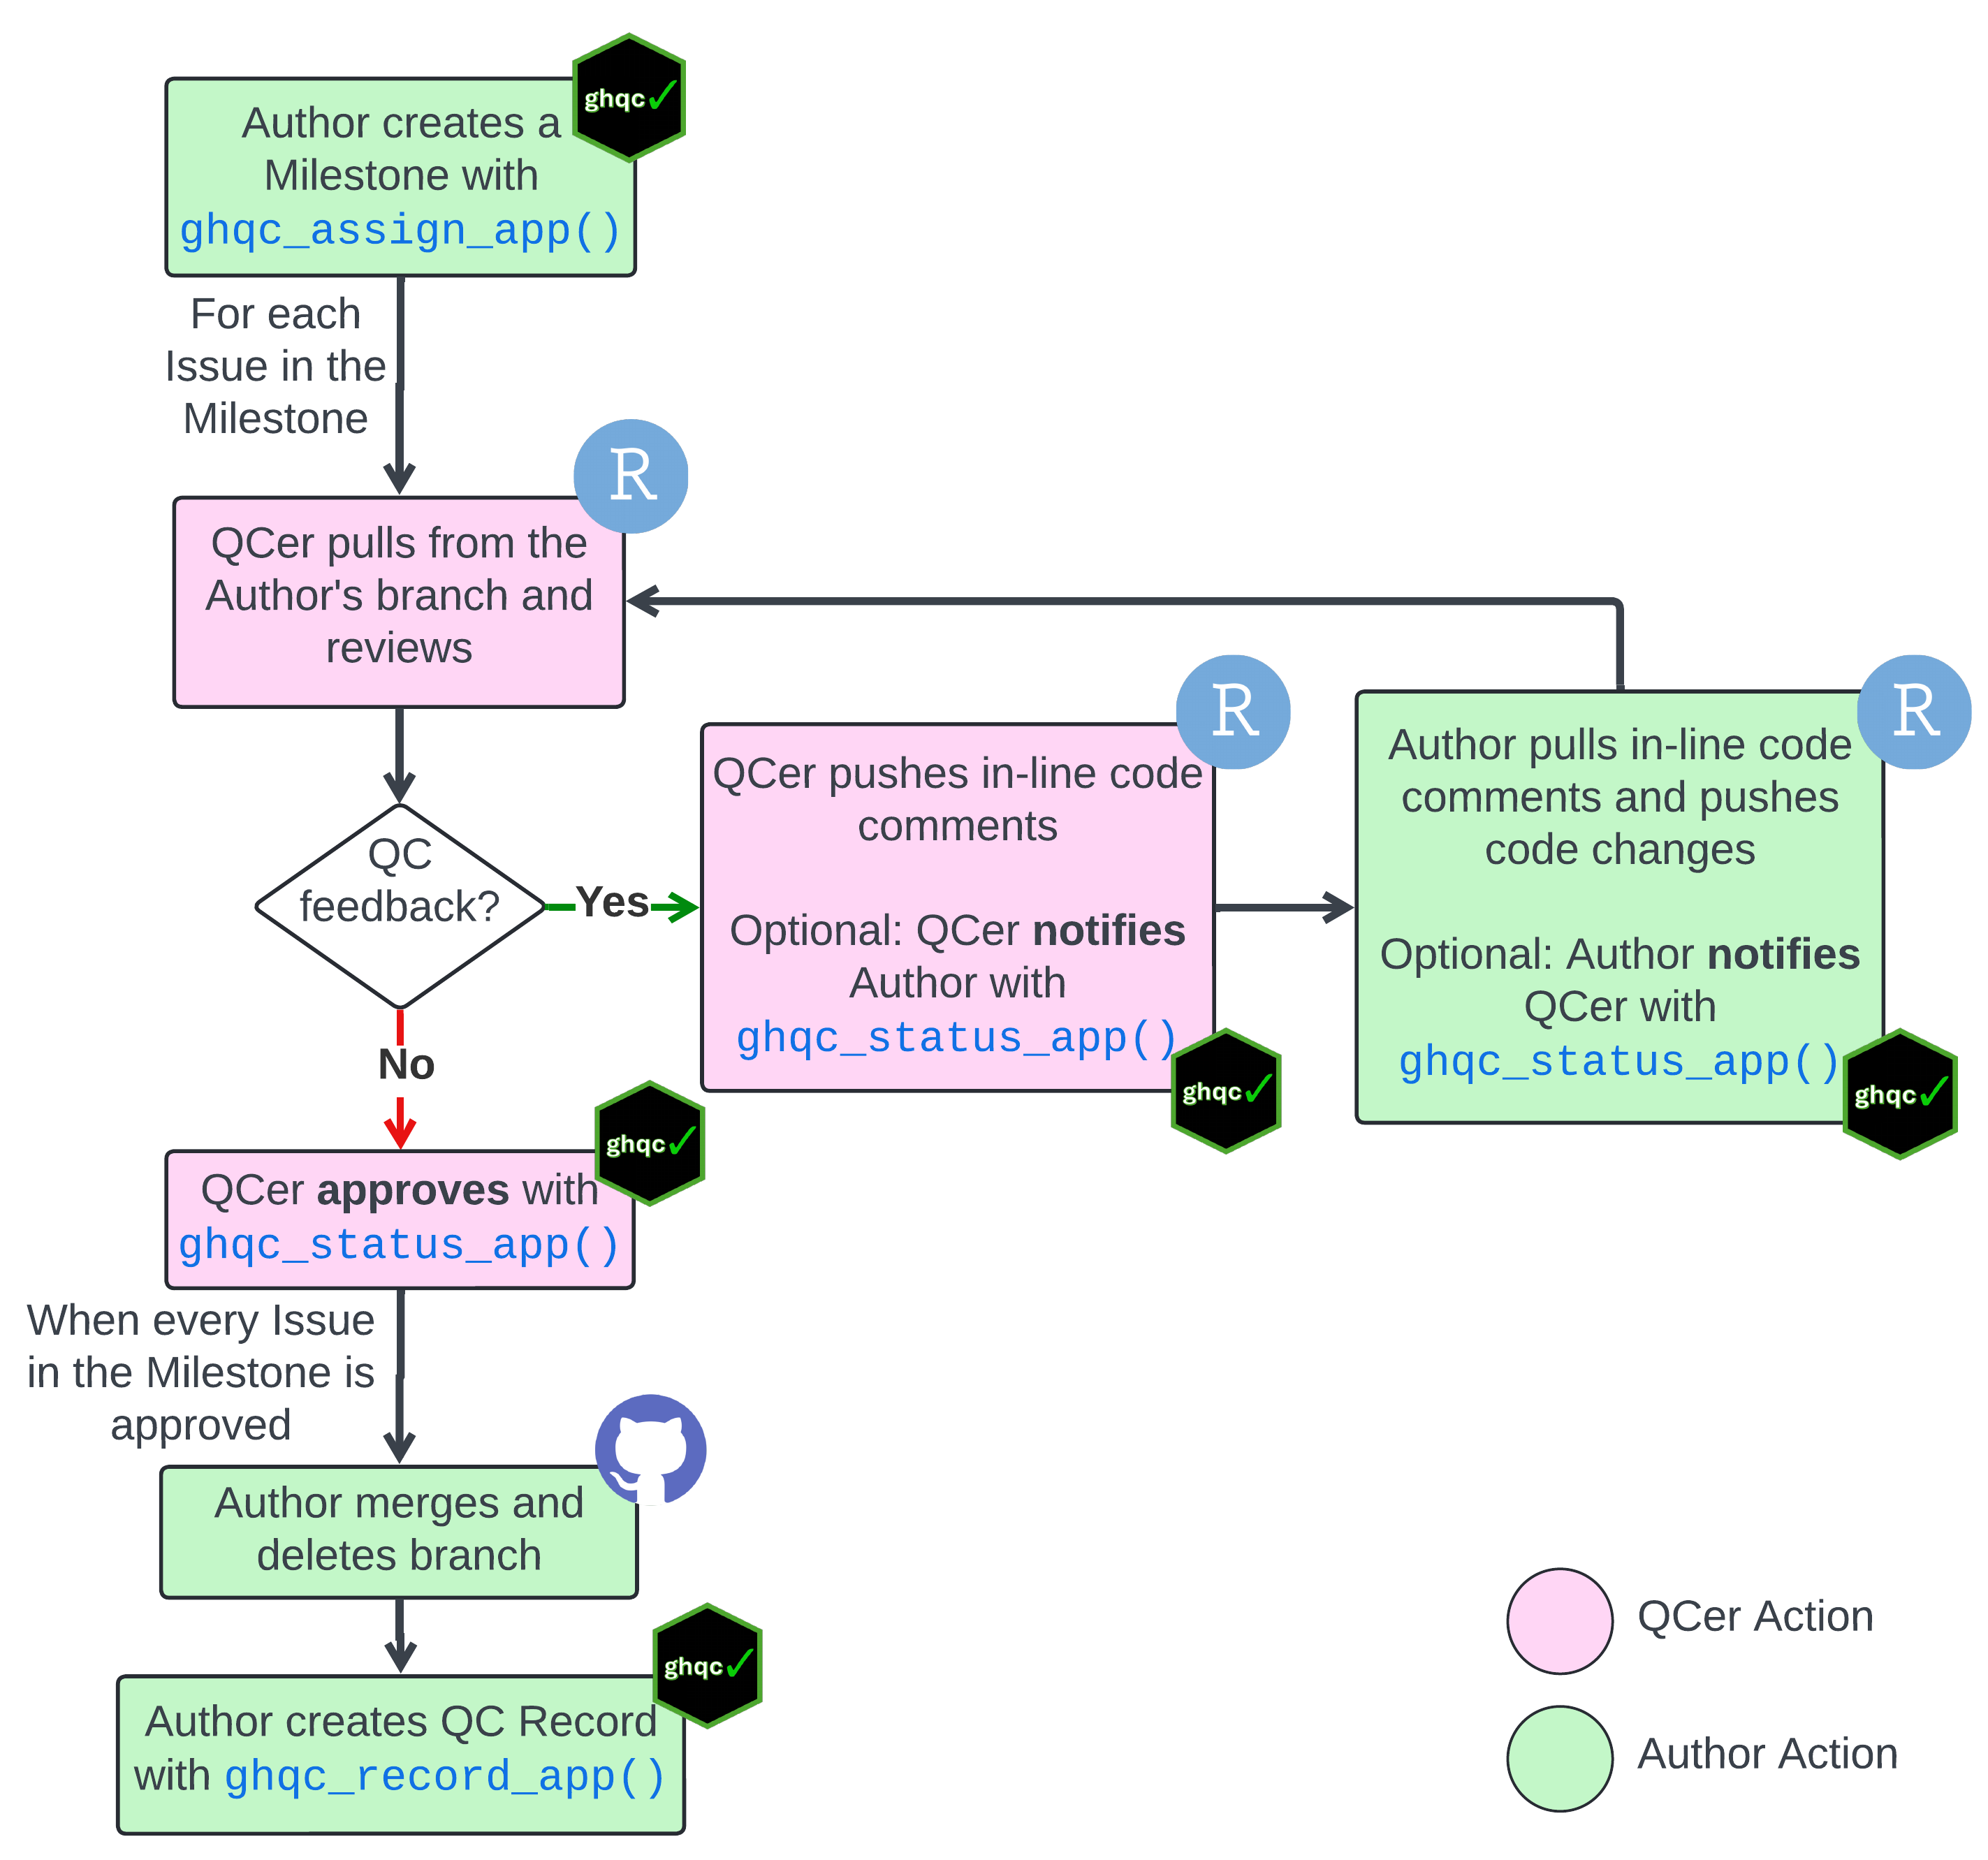 Author creates a
Milestone with
ghqc_assign_app()
ghqc✓
For each
Issue in the
Milestone
R
QCer pulls from the
Author's branch and
reviews
QC
feedback?
Yes
R
QCer pushes in-line code
comments
Optional: QCer notifies
Author with
ghqc_status_app()
ghqc✓
R
Author pulls in-line code
comments and pushes
code changes
Optional: Author notifies
QCer with
ghqc_status_app()
ghqc✓
No
ghqc✓
QCer approves with
ghqc_status_app()
When every Issue
in the Milestone is
approved
Author merges and
deletes branch
ghqc✓
Author creates QC Record
with ghqc_record_app()
QCer Action
Author Action